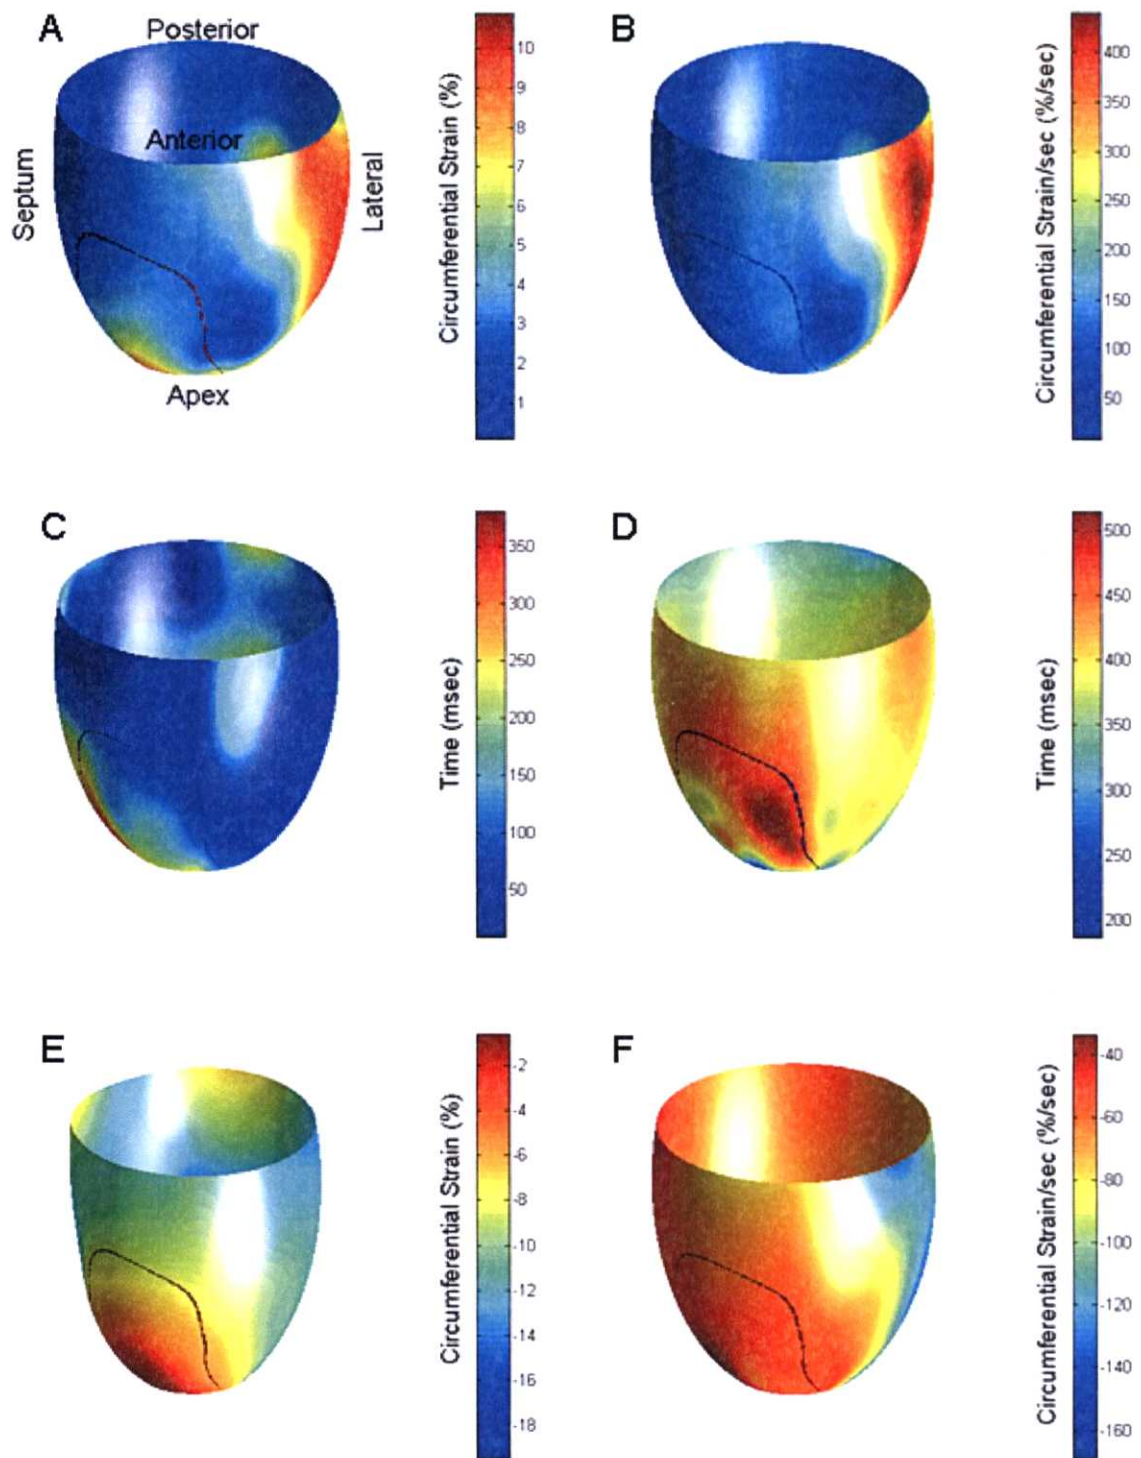 A
Posterior
Anterior
Septum
Lateral
Apex
Circumferential Strain (%)
10
9
8
7
6
5
4
3
2
1
B
Circumferential Strain/sec (%/sec)
400
350
300
250
200
150
100
50
C
Time (msec)
350
300
250
200
150
100
50
D
Time (msec)
500
450
400
350
300
250
200
E
Circumferential Strain (%)
-2
-4
-6
-8
-10
-12
-14
-16
-18
F
Circumferential Strain/sec (%/sec)
-40
-60
-80
-100
-120
-140
-160